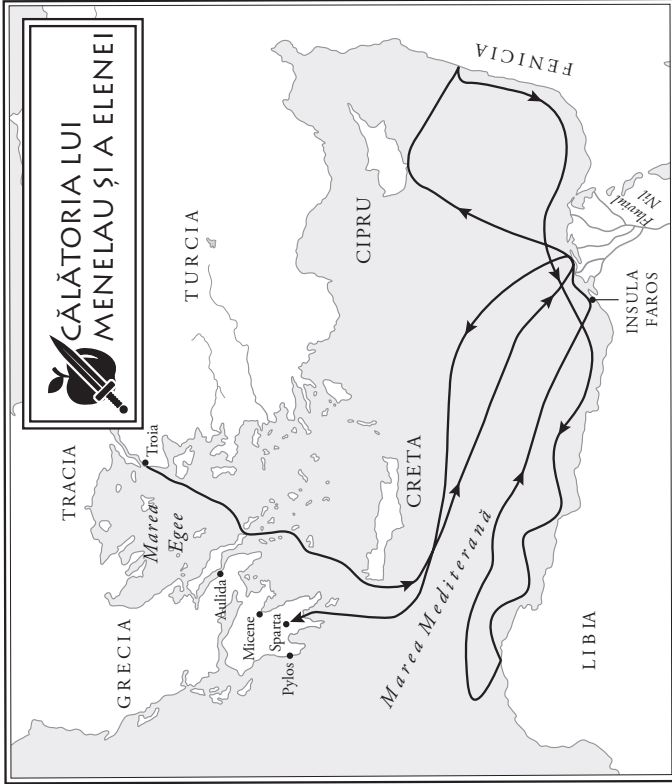 CĂLĂTORIA LUI
MENELAU ȘI A ELENEI
TRACIA
Troia
TURCIA
Marea
Egee
GRECIA
Aulida
Micene
Sparta
Pylos
CRETA
CIPRU
FENICIA
Marea Mediterană
Fluviul
Nil
INSULA
FAROS
LIBIA